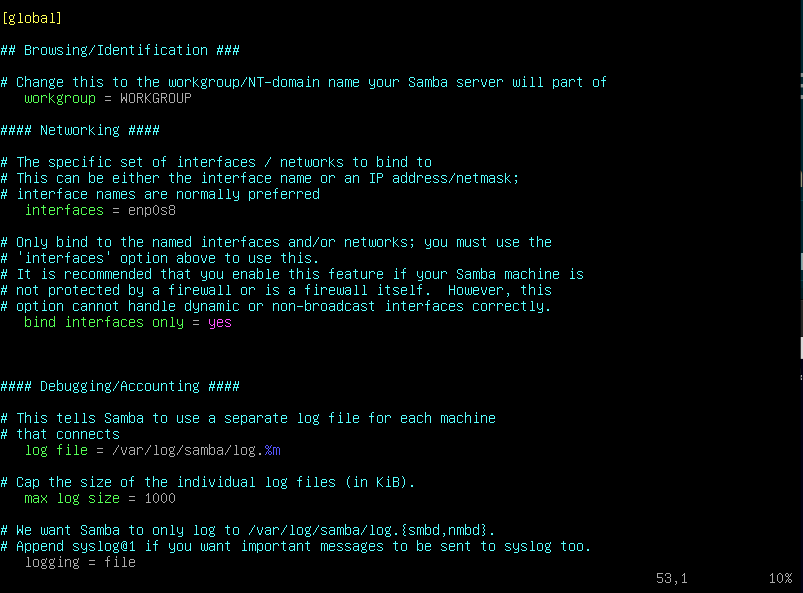 [global]
## Browsing/Identification ###
# Change this to the workgroup/NT-domain name your Samba server will part of
workgroup = WORKGROUP
#### Networking ####
# The specific set of interfaces / networks to bind to
# This can be either the interface name or an IP address/netmask;
# interface names are normally preferred
interfaces = enp0s8
# Only bind to the named interfaces and/or networks; you must use the
# 'interfaces' option above to use this.
# It is recommended that you enable this feature if your Samba machine is
# not protected by a firewall or is a firewall itself.  However, this
# option cannot handle dynamic or non-broadcast interfaces correctly.
bind interfaces only = yes
#### Debugging/Accounting ####
# This tells Samba to use a separate log file for each machine
# that connects
log file = /var/log/samba/log.%m
# Cap the size of the individual log files (in KiB).
max log size = 1000
# We want Samba to only log to /var/log/samba/log.{smbd,nmbd}.
# Append syslog@1 if you want important messages to be sent to syslog too.
logging = file
53,1 10%